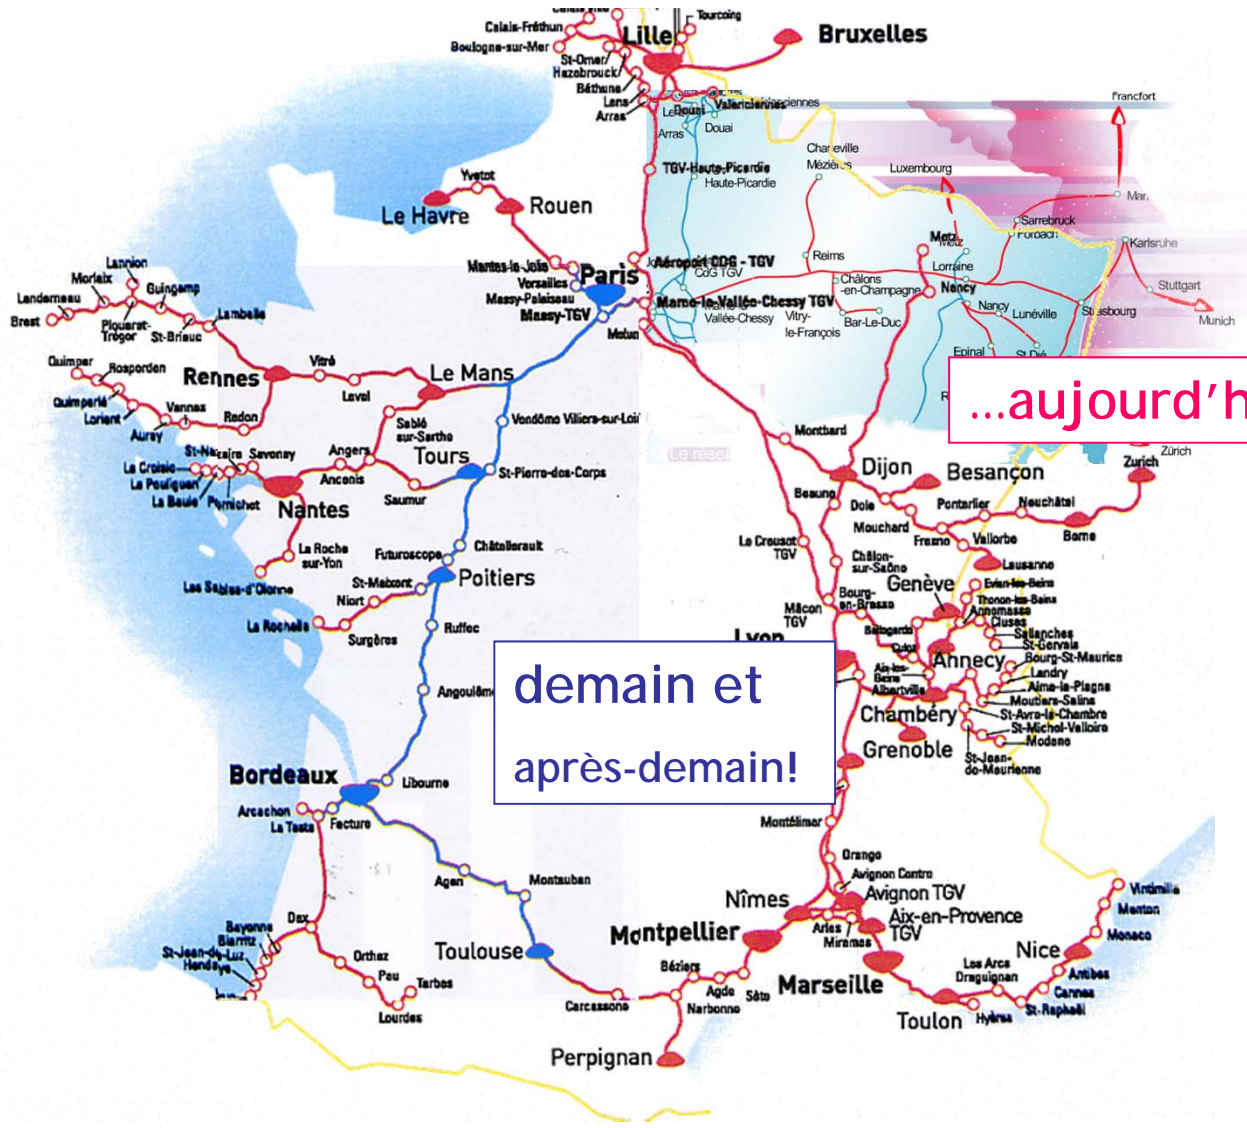 Calais-Fréthun
Tourcoing
Boulogne-sur-Mer
Lille
Bruxelles
St-Omer
Hazebrouck
Béthune
Lens
Arras
Douai
Valenciennes
Arras
Douai
Francfort
TGV-Haute-Picardie
Haute-Picardie
Charleville
Mézières
Luxembourg
Yvetot
Le Havre
Rouen
Sarrebruck
Forbach
Karlsruhe
Metz
Mantes-la-Jolie
Versailles
Massy-Palaiseau
Massy-TGV
Paris
Aéroport CDG - TGV
CdG TGV
Reims
Lorraine
Châlons
-en-Champagne
Nancy
Nancy
Stuttgart
Munich
Marne-la-Vallée-Chessy TGV
Vallée-Chessy
Vitry-
le-François
Bar-Le-Duc
Lunéville
Strasbourg
Melun
Epinal
St Dié
Lannion
Morlaix
Guingamp
Landerneau
Brest
Plouaret-
Trégor
St-Brieuc
Lamballe
Quimper
Rosporden
Quimperlé
Lorient
Auray
Vannes
Redon
Rennes
Vitré
Laval
Le Mans
Sablé
sur-Sarthe
Vendôme Villiers-sur-Loir
...aujourd'h
Montbard
Le résea
St-Nazaire
Savenay
Le Croisic
Le Pouliguen
La Baule
Pornichet
Nantes
Angers
Ancenis
Saumur
Tours
St-Pierre-des-Corps
Dijon
Besançon
Zürich
Zurich
Beaune
Dole
Mouchard
Pontarlier
Neuchâtel
Frasne
Vallorbe
Berne
Lausanne
La Roche
sur-Yon
Les Sables-d'Olonne
Futuroscope
Châtellerault
Poitiers
St-Maixent
Niort
La Rochelle
Surgères
Ruffec
Le Creusot
TGV
Châlon-
sur-Saône
Mâcon
TGV
Bourg-
en-Bresse
Genève
Evian-les-Bains
Thonon-les-Bains
Annemasse
Cluses
Sallanches
St-Gervais
Bellegarde
Culoz
Annecy
Lyon
Aix-les-
Bains
Albertville
Bourg-St-Maurice
Landry
Aime-la-Plagne
Moutiers-Salins
St-Avre-la-Chambre
St-Michel-Valloire
Modane
St-Jean-
de-Maurienne
Chambéry
Grenoble
demain et
après-demain!
Angoulême
Bordeaux
Libourne
Arcachon
La Teste
Facture
Agen
Montauban
Montélimar
Orange
Avignon Centre
Avignon TGV
Nîmes
Arles
Miramas
Aix-en-Provence
TGV
Montpellier
Marseille
Vintimille
Menton
Monaco
Nice
Antibes
Cannes
St-Raphaël
Les Arcs
Draguignan
Hyères
Toulon
Dax
Bayonne
Biarritz
St-Jean-de-Luz
Hendaye
Orthez
Pau
Tarbes
Lourdes
Toulouse
Carcassone
Béziers
Agde
Sète
Narbonne
Perpignan